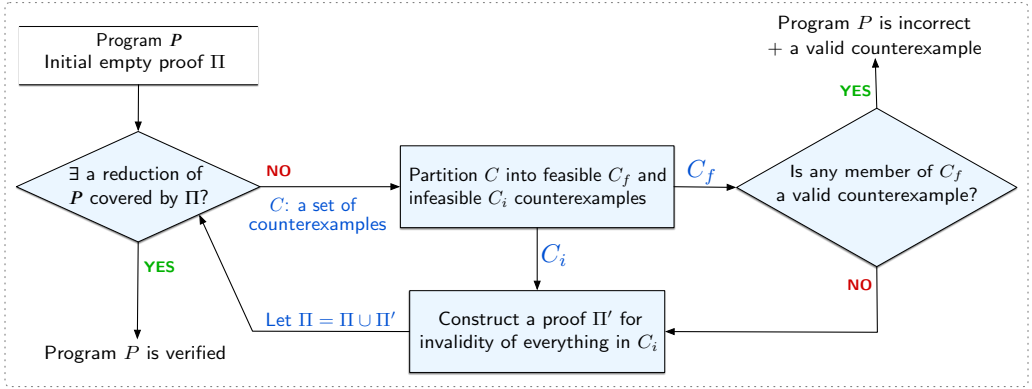 Program P
Initial empty proof Π
Program P is incorrect
+ a valid counterexample
YES
∃ a reduction of
P covered by Π?
NO
C: a set of
counterexamples
Partition C into feasible C_f and
infeasible C_i counterexamples
C_f
Is any member of C_f
a valid counterexample?
YES
C_i
NO
Let Π = Π ∪ Π′
Construct a proof Π′ for
invalidity of everything in C_i
Program P is verified